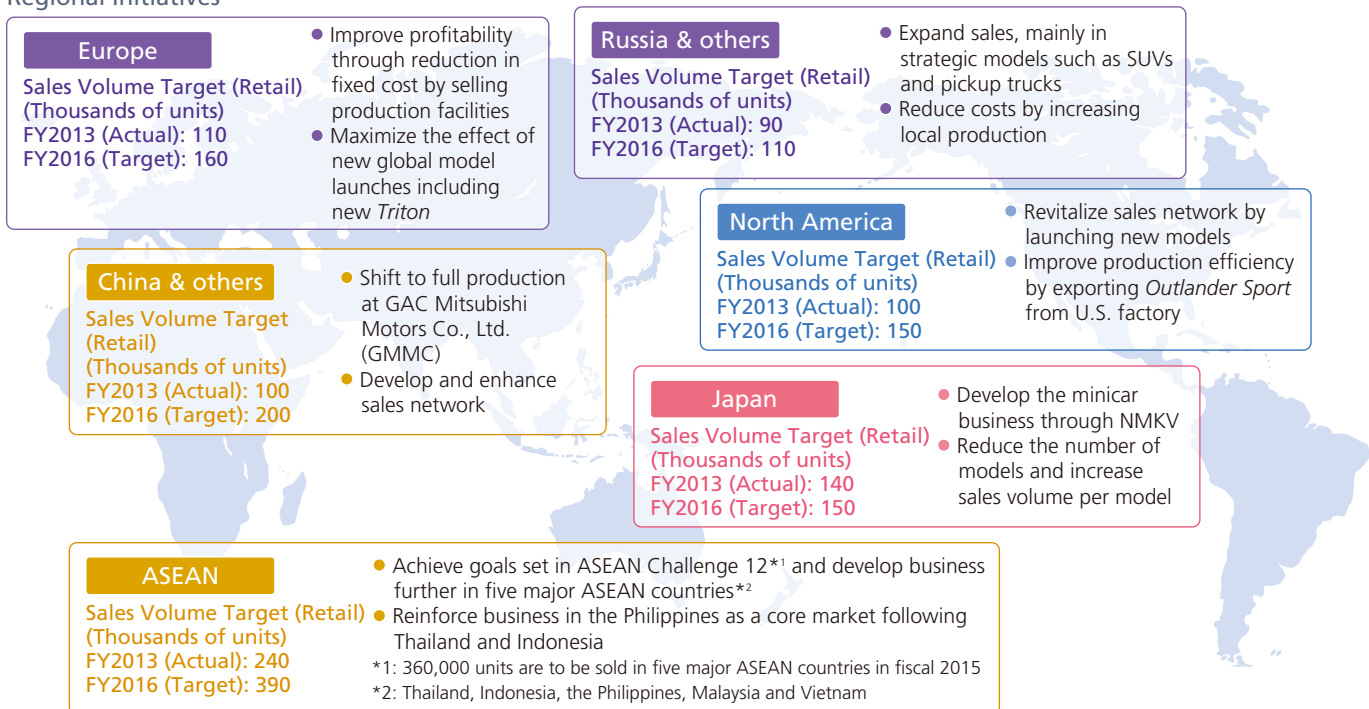 Regional Initiatives
Europe
Sales Volume Target (Retail)
(Thousands of units)
FY2013 (Actual): 110
FY2016 (Target): 160
● Improve profitability
through reduction in
fixed cost by selling
production facilities
● Maximize the effect of
new global model
launches including
new Triton
Russia & others
Sales Volume Target (Retail)
(Thousands of units)
FY2013 (Actual): 90
FY2016 (Target): 110
● Expand sales, mainly in
strategic models such as SUVs
and pickup trucks
● Reduce costs by increasing
local production
North America
Sales Volume Target (Retail)
(Thousands of units)
FY2013 (Actual): 100
FY2016 (Target): 150
● Revitalize sales network by
launching new models
● Improve production efficiency
by exporting Outlander Sport
from U.S. factory
China & others
Sales Volume Target
(Retail)
(Thousands of units)
FY2013 (Actual): 100
FY2016 (Target): 200
● Shift to full production
at GAC Mitsubishi
Motors Co., Ltd.
(GMMC)
● Develop and enhance
sales network
Japan
Sales Volume Target (Retail)
(Thousands of units)
FY2013 (Actual): 140
FY2016 (Target): 150
● Develop the minicar
business through NMKV
● Reduce the number of
models and increase
sales volume per model
ASEAN
Sales Volume Target (Retail)
(Thousands of units)
FY2013 (Actual): 240
FY2016 (Target): 390
● Achieve goals set in ASEAN Challenge 12*1 and develop business
further in five major ASEAN countries*2
● Reinforce business in the Philippines as a core market following
Thailand and Indonesia
*1: 360,000 units are to be sold in five major ASEAN countries in fiscal 2015
*2: Thailand, Indonesia, the Philippines, Malaysia and Vietnam